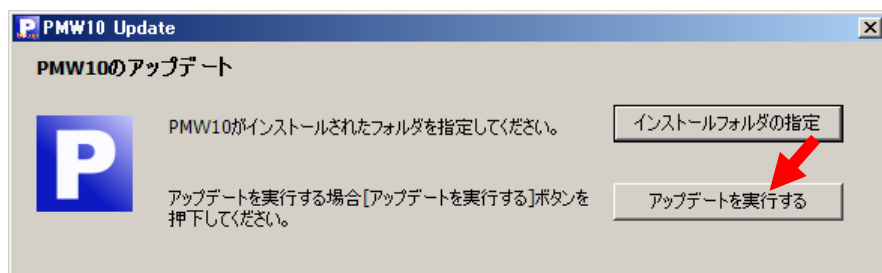 PMW10 Update
PMW10のアップデート
PMW10がインストールされたフォルダを指定してください。
インストールフォルダの指定
アップデートを実行する場合[アップデートを実行する]ボタンを
押下してください。
アップデートを実行する
P